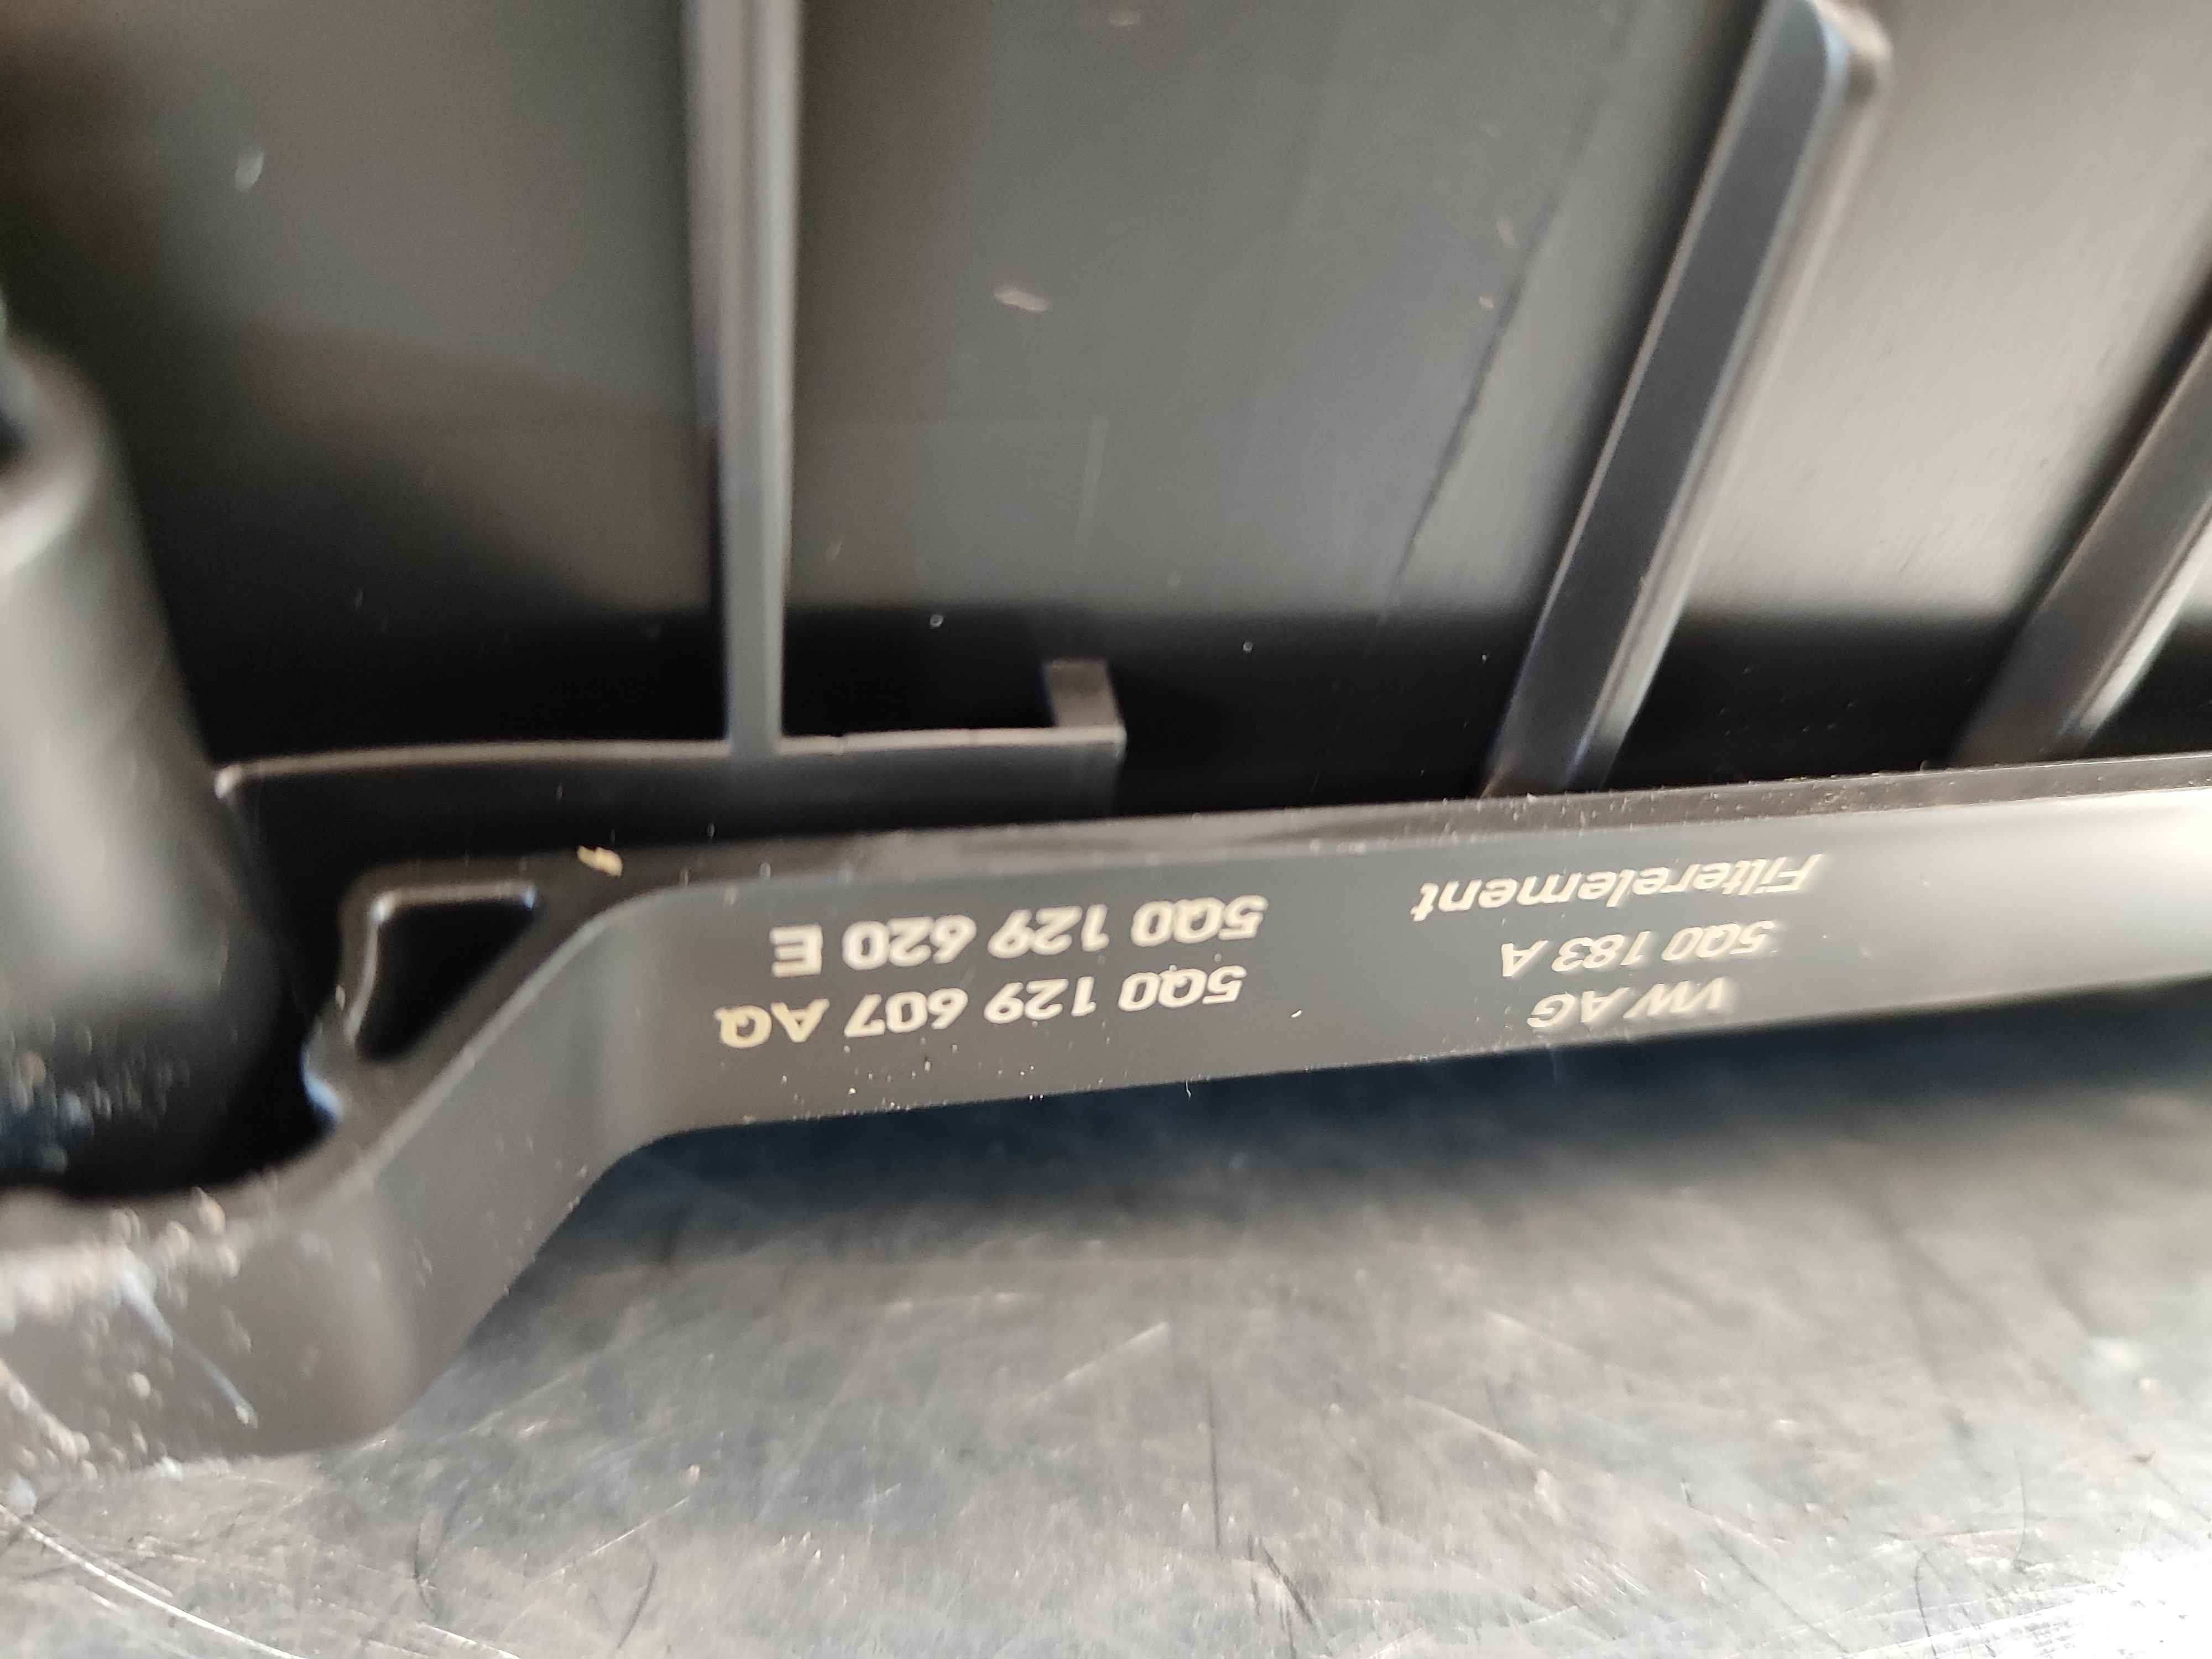 VW AG
5Q0 183 A
Filterelement
5Q0 129 607 AQ
5Q0 129 620 E